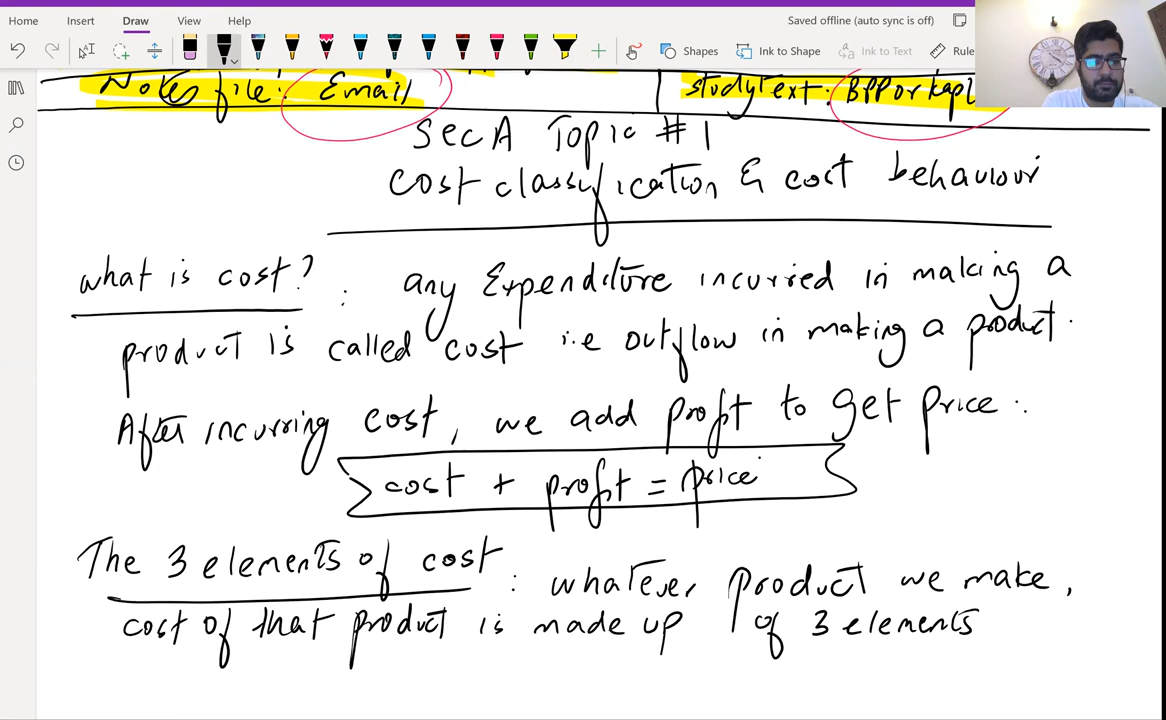 Home Insert Draw View Help Saved offline (auto sync is off)
Shapes Ink to Shape Ink to Text Rule
Notes file: Email studytext: BPP or kapl
Sec A Topic # 1
cost classification & cost behaviour
what is cost? : any Expenditure incurred in making a
product is called cost i.e outflow in making a product.
After incurring cost, we add profit to get price.
cost + profit = price
The 3 elements of cost : whatever product we make,
cost of that product is made up of 3 elements